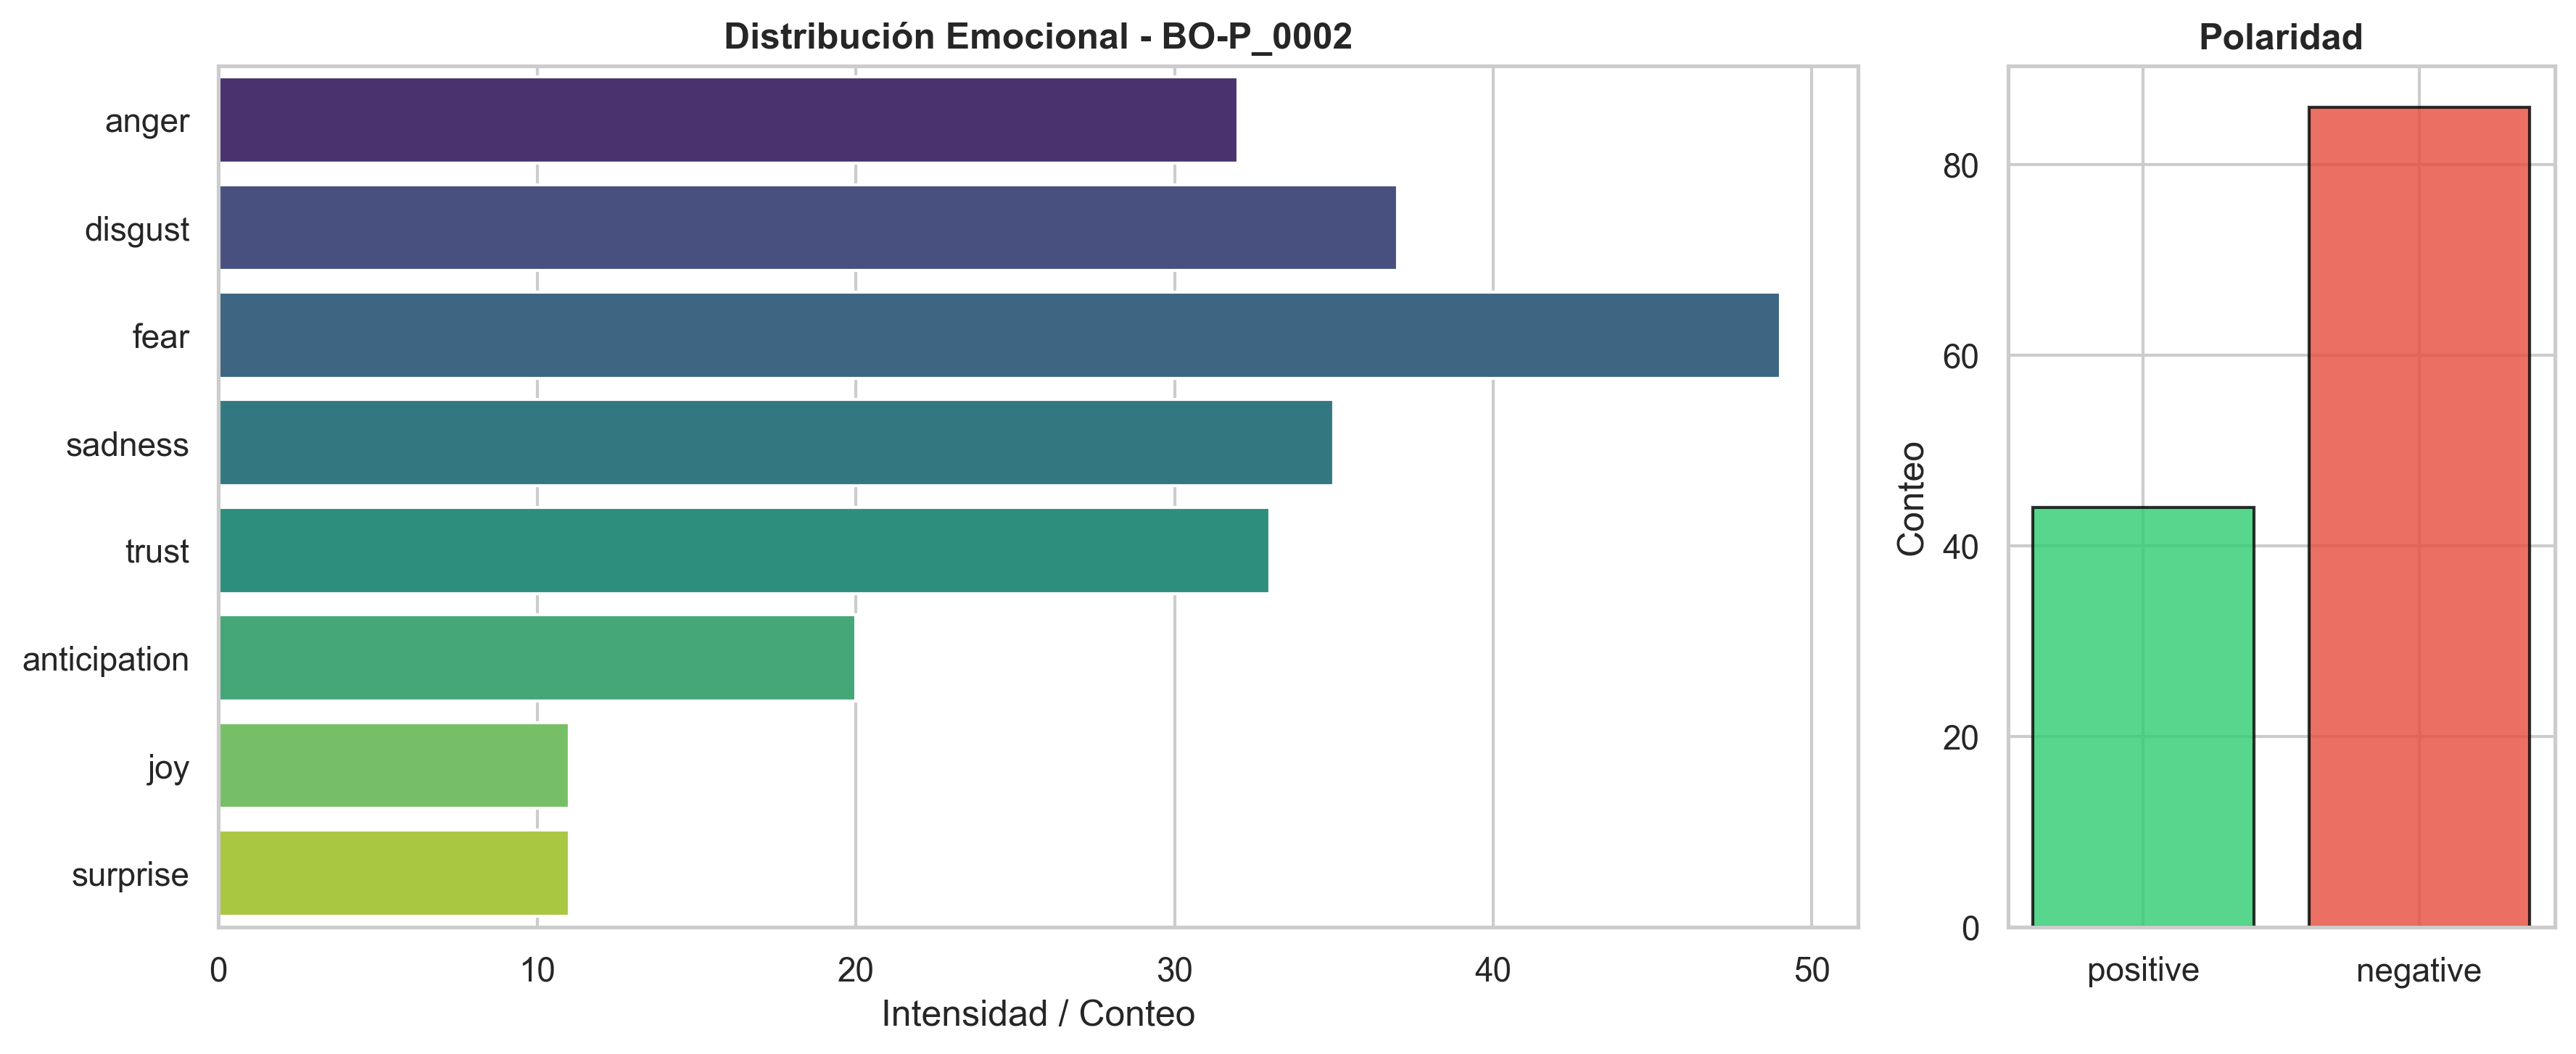 Distribución Emocional - BO-P_0002
anger
disgust
fear
sadness
trust
anticipation
joy
surprise
0 10 20 30 40 50
Intensidad / Conteo
Polaridad
Conteo
80
60
40
20
0
positive negative